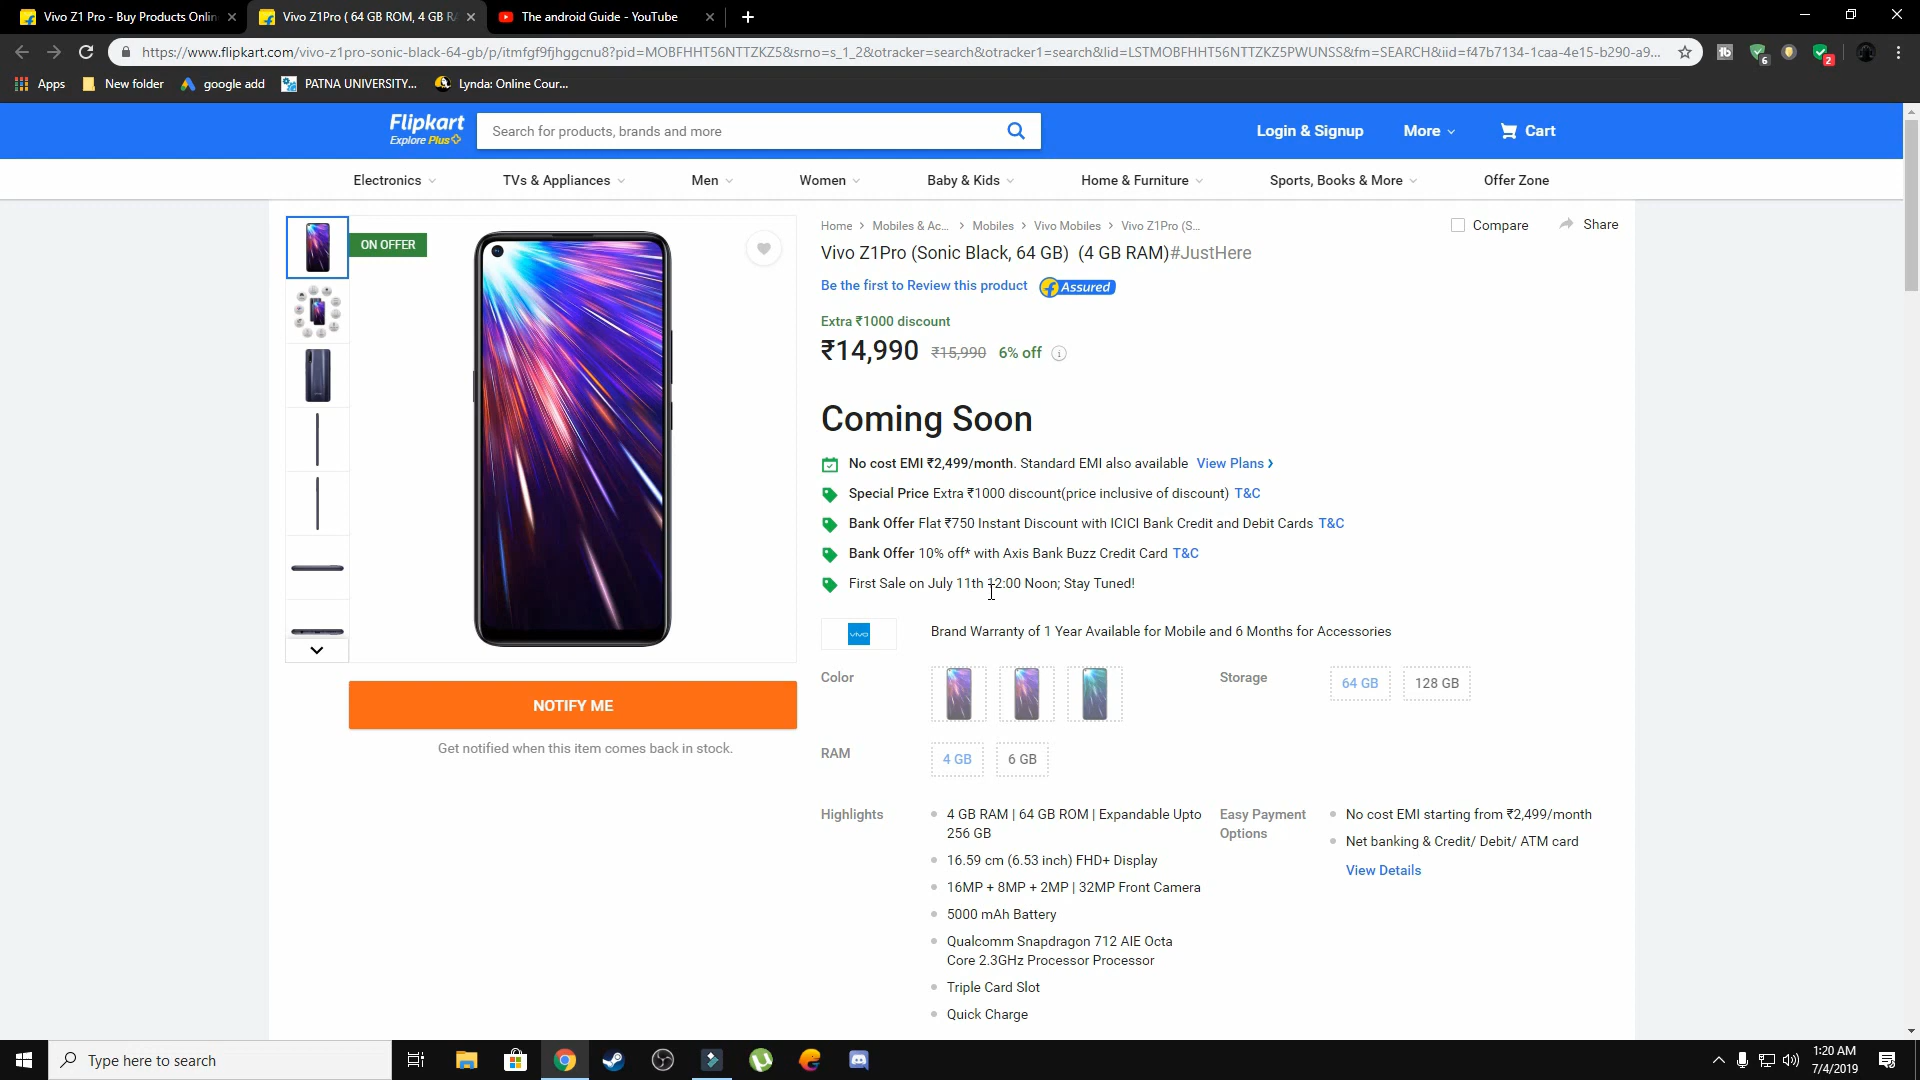 Vivo Z1 Pro - Buy Products Onlin
Vivo Z1Pro ( 64 GB ROM, 4 GB R
The android Guide - YouTube
https://www.flipkart.com/vivo-z1pro-sonic-black-64-gb/p/itmfgf9fjhggcnu8?pid=MOBFHHT56NTTZKZ5&srno=s_1_2&otracker=search&otracker1=search&lid=LSTMOBFHHT56NTTZKZ5PWUNSS&fm=SEARCH&iid=f47b7134-1caa-4e15-b290-a9...
6
2
Apps
New folder
google add
PATNA UNIVERSITY...
Lynda: Online Cour...
Flipkart
Explore Plus
Search for products, brands and more
Login & Signup
More
Cart
Electronics
TVs & Appliances
Men
Women
Baby & Kids
Home & Furniture
Sports, Books & More
Offer Zone
ON OFFER
Home > Mobiles & Ac... > Mobiles > Vivo Mobiles > Vivo Z1Pro (S...
Compare
Share
Vivo Z1Pro (Sonic Black, 64 GB) (4 GB RAM)#JustHere
Be the first to Review this product
Assured
Extra ₹1000 discount
₹14,990 ₹15,990 6% off
Coming Soon
No cost EMI ₹2,499/month. Standard EMI also available View Plans >
Special Price Extra ₹1000 discount(price inclusive of discount) T&C
Bank Offer Flat ₹750 Instant Discount with ICICI Bank Credit and Debit Cards T&C
Bank Offer 10% off* with Axis Bank Buzz Credit Card T&C
First Sale on July 11th 12:00 Noon; Stay Tuned!
vivo
Brand Warranty of 1 Year Available for Mobile and 6 Months for Accessories
Color
Storage
64 GB
128 GB
RAM
4 GB
6 GB
NOTIFY ME
Get notified when this item comes back in stock.
Highlights
4 GB RAM | 64 GB ROM | Expandable Upto
256 GB
16.59 cm (6.53 inch) FHD+ Display
16MP + 8MP + 2MP | 32MP Front Camera
5000 mAh Battery
Qualcomm Snapdragon 712 AIE Octa
Core 2.3GHz Processor Processor
Triple Card Slot
Quick Charge
Easy Payment
Options
No cost EMI starting from ₹2,499/month
Net banking & Credit/ Debit/ ATM card
View Details
Type here to search
1:20 AM
7/4/2019